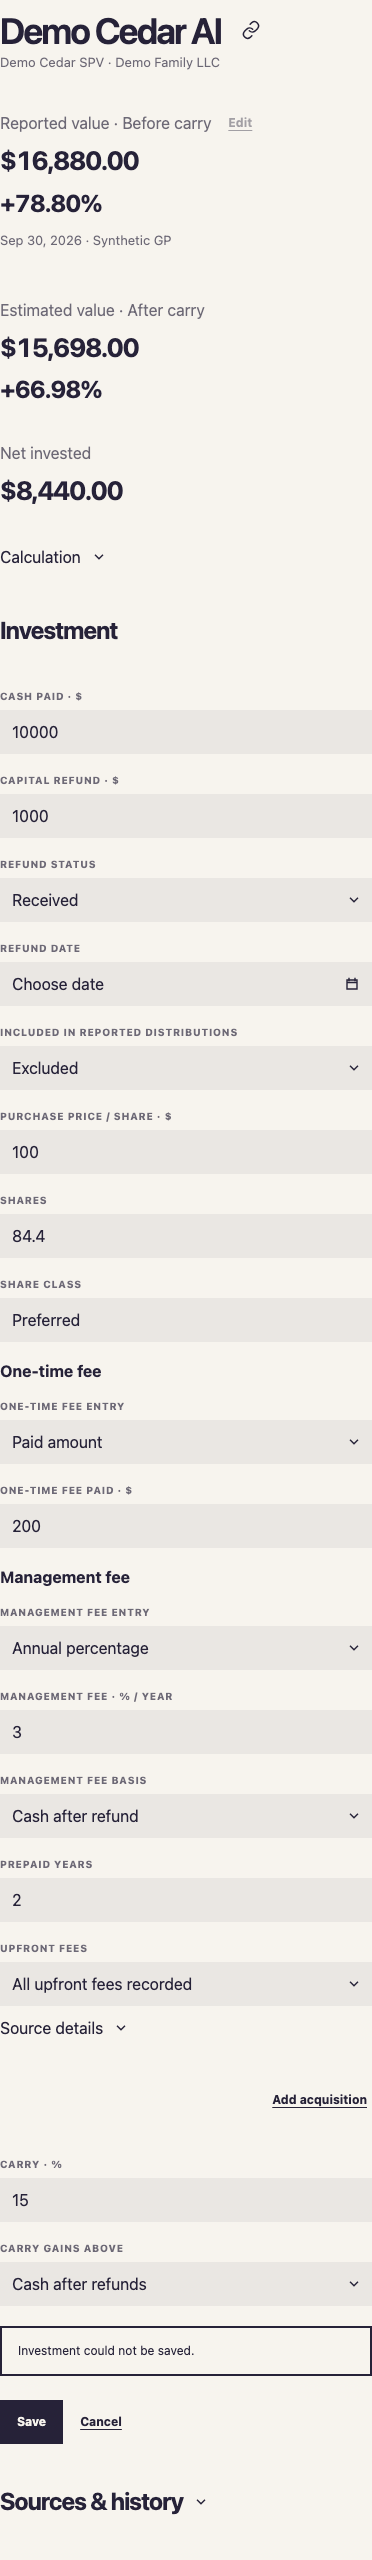 Demo Cedar AI
Demo Cedar SPV · Demo Family LLC
Reported value · Before carry Edit
$16,880.00
+78.80%
Sep 30, 2026 · Synthetic GP
Estimated value · After carry
$15,698.00
+66.98%
Net invested
$8,440.00
Calculation
Investment
CASH PAID · $
10000
CAPITAL REFUND · $
1000
REFUND STATUS
Received
REFUND DATE
Choose date
INCLUDED IN REPORTED DISTRIBUTIONS
Excluded
PURCHASE PRICE / SHARE · $
100
SHARES
84.4
SHARE CLASS
Preferred
One-time fee
ONE-TIME FEE ENTRY
Paid amount
ONE-TIME FEE PAID · $
200
Management fee
MANAGEMENT FEE ENTRY
Annual percentage
MANAGEMENT FEE · % / YEAR
3
MANAGEMENT FEE BASIS
Cash after refund
PREPAID YEARS
2
UPFRONT FEES
All upfront fees recorded
Source details
Add acquisition
CARRY · %
15
CARRY GAINS ABOVE
Cash after refunds
Investment could not be saved.
Save Cancel
Sources & history